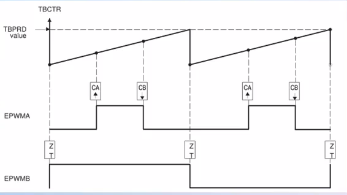 TBCTR
TBPRD
value
CA CB CA CB
EPWMA
Z Z Z
T T T
EPWMB